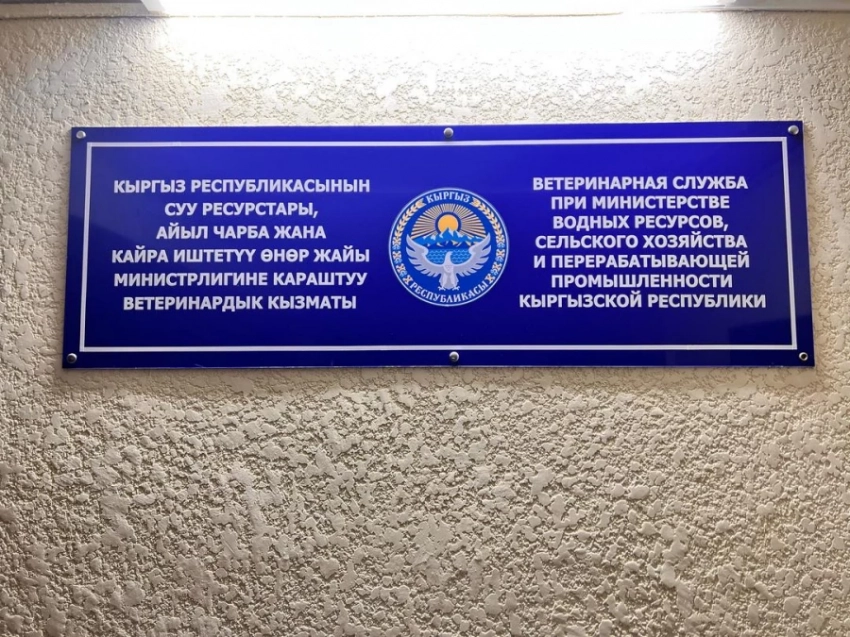 КЫРГЫЗ РЕСПУБЛИКАСЫНЫН
СУУ РЕСУРСТАРЫ,
АЙЫЛ ЧАРБА ЖАНА
КАЙРА ИШТЕТҮҮ ӨНӨР ЖАЙЫ
МИНИСТРЛИГИНЕ КАРАШТУУ
ВЕТЕРИНАРДЫК КЫЗМАТЫ
КЫРГЫЗ
РЕСПУБЛИКАСЫ
ВЕТЕРИНАРНАЯ СЛУЖБА
ПРИ МИНИСТЕРСТВЕ
ВОДНЫХ РЕСУРСОВ,
СЕЛЬСКОГО ХОЗЯЙСТВА
И ПЕРЕРАБАТЫВАЮЩЕЙ
ПРОМЫШЛЕННОСТИ
КЫРГЫЗСКОЙ РЕСПУБЛИКИ